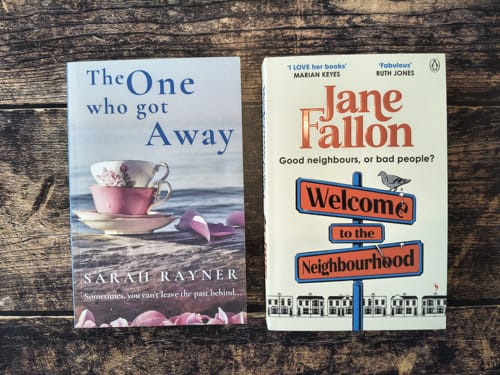 The One
who got
Away
SARAH RAYNER
Sometimes, you can't leave the past behind...
'I LOVE her books'
MARIAN KEYES
'Fabulous'
RUTH JONES
Jane
Fallon
Good neighbours, or bad people?
Welcome
to the
Neighbourhood